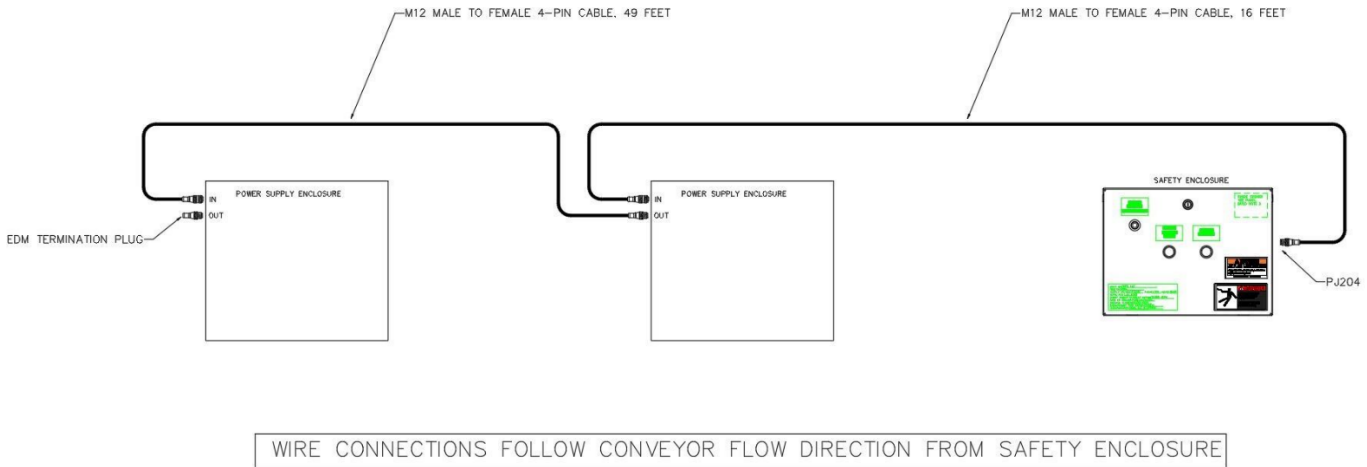 M12 MALE TO FEMALE 4-PIN CABLE, 49 FEET
M12 MALE TO FEMALE 4-PIN CABLE, 16 FEET
POWER SUPPLY ENCLOSURE
IN
OUT
EDM TERMINATION PLUG
POWER SUPPLY ENCLOSURE
IN
OUT
SAFETY ENCLOSURE
PJ204
WIRE CONNECTIONS FOLLOW CONVEYOR FLOW DIRECTION FROM SAFETY ENCLOSURE